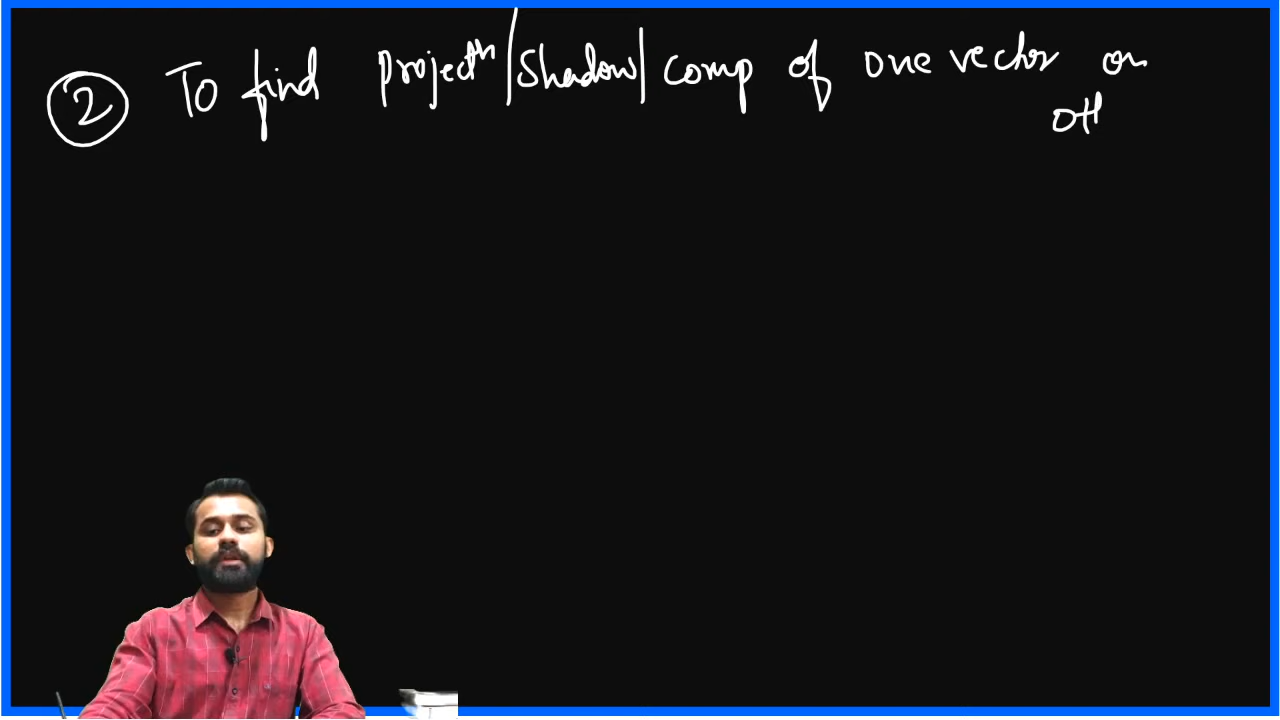 ② To find projectⁿ/Shadow/comp of one vector on
oth